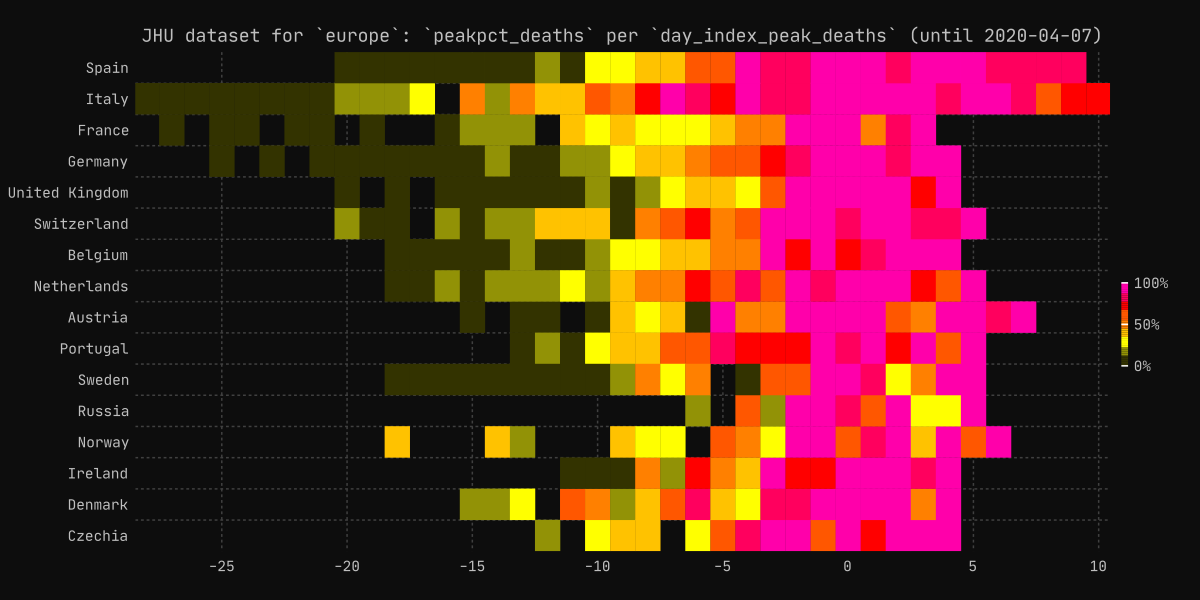 JHU dataset for `europe`: `peakpct_deaths` per `day_index_peak_deaths` (until 2020-04-07)
Spain
Italy
France
Germany
United Kingdom
Switzerland
Belgium
Netherlands
Austria
Portugal
Sweden
Russia
Norway
Ireland
Denmark
Czechia
100%
50%
0%
−25 −20 −15 −10 −5 0 5 10